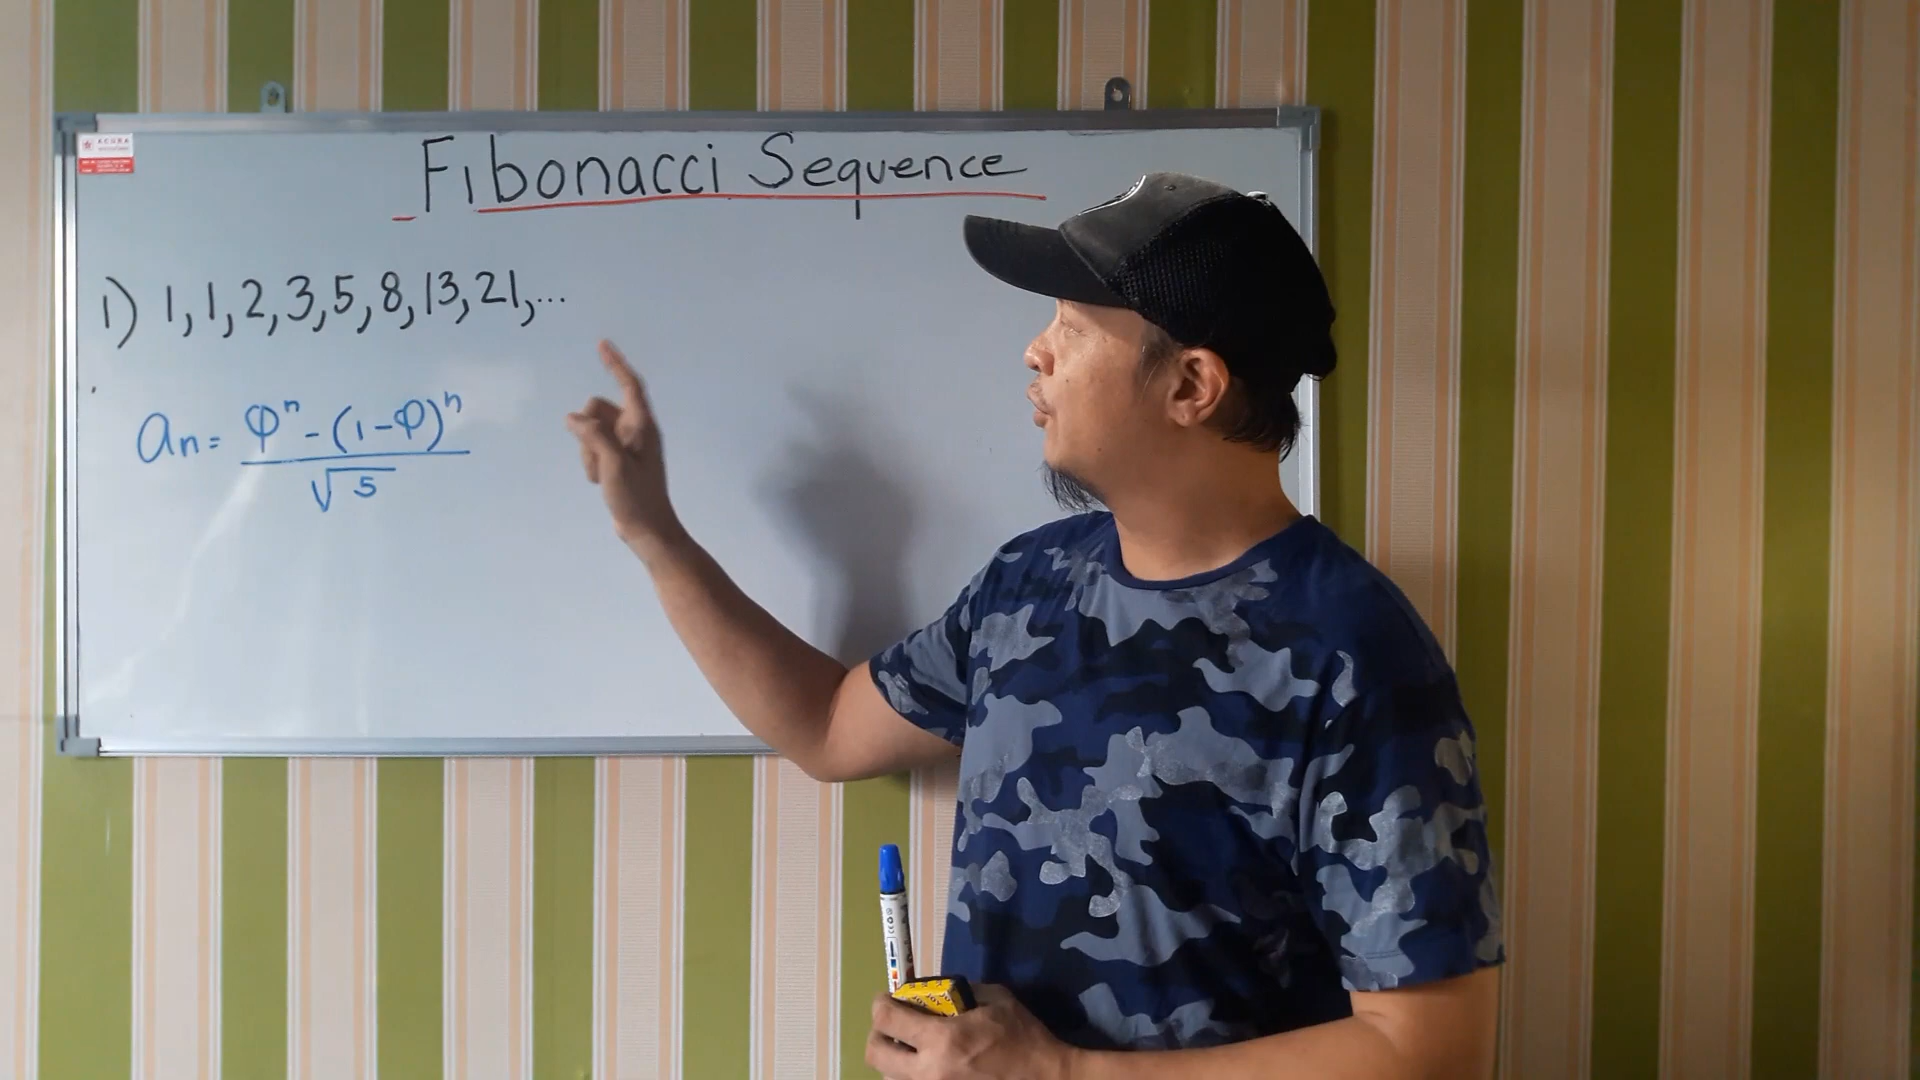 Fibonacci Sequence
1) 1, 1, 2, 3, 5, 8, 13, 21, ...
aₙ = (φⁿ - (1-φ)ⁿ) / √5